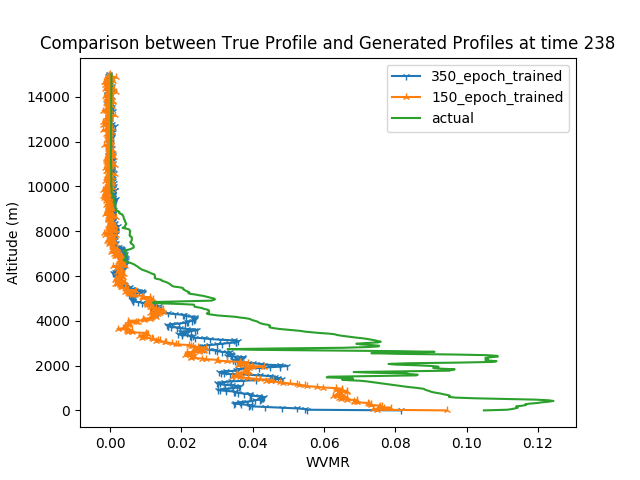 Comparison between True Profile and Generated Profiles at time 238
350_epoch_trained
150_epoch_trained
actual
14000
12000
10000
8000
6000
4000
2000
0
Altitude (m)
0.00 0.02 0.04 0.06 0.08 0.10 0.12
WVMR